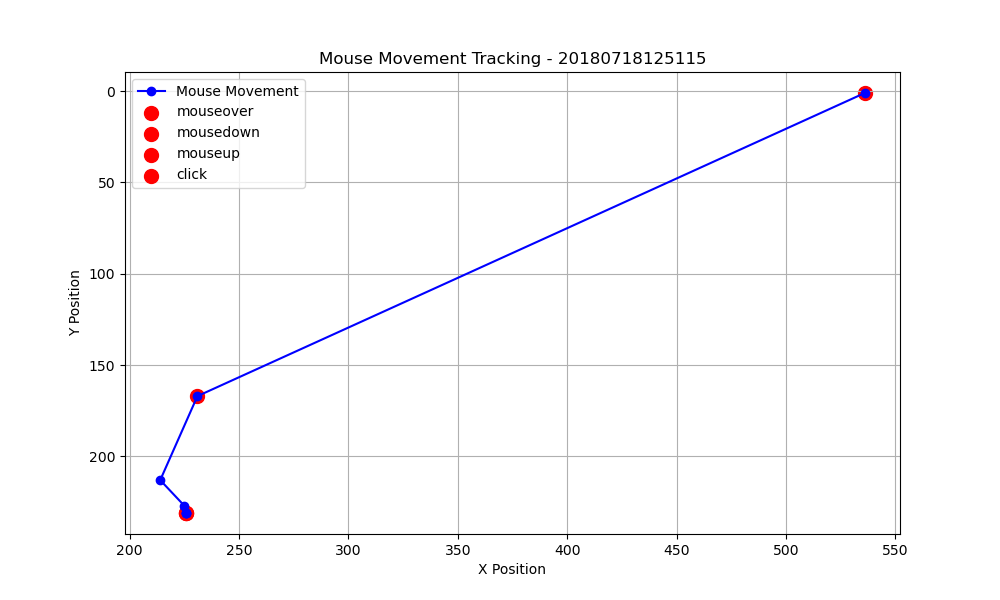 Mouse Movement Tracking - 20180718125115
Mouse Movement
mouseover
mousedown
mouseup
click
0
50
100
150
200
Y Position
200 250 300 350 400 450 500 550
X Position